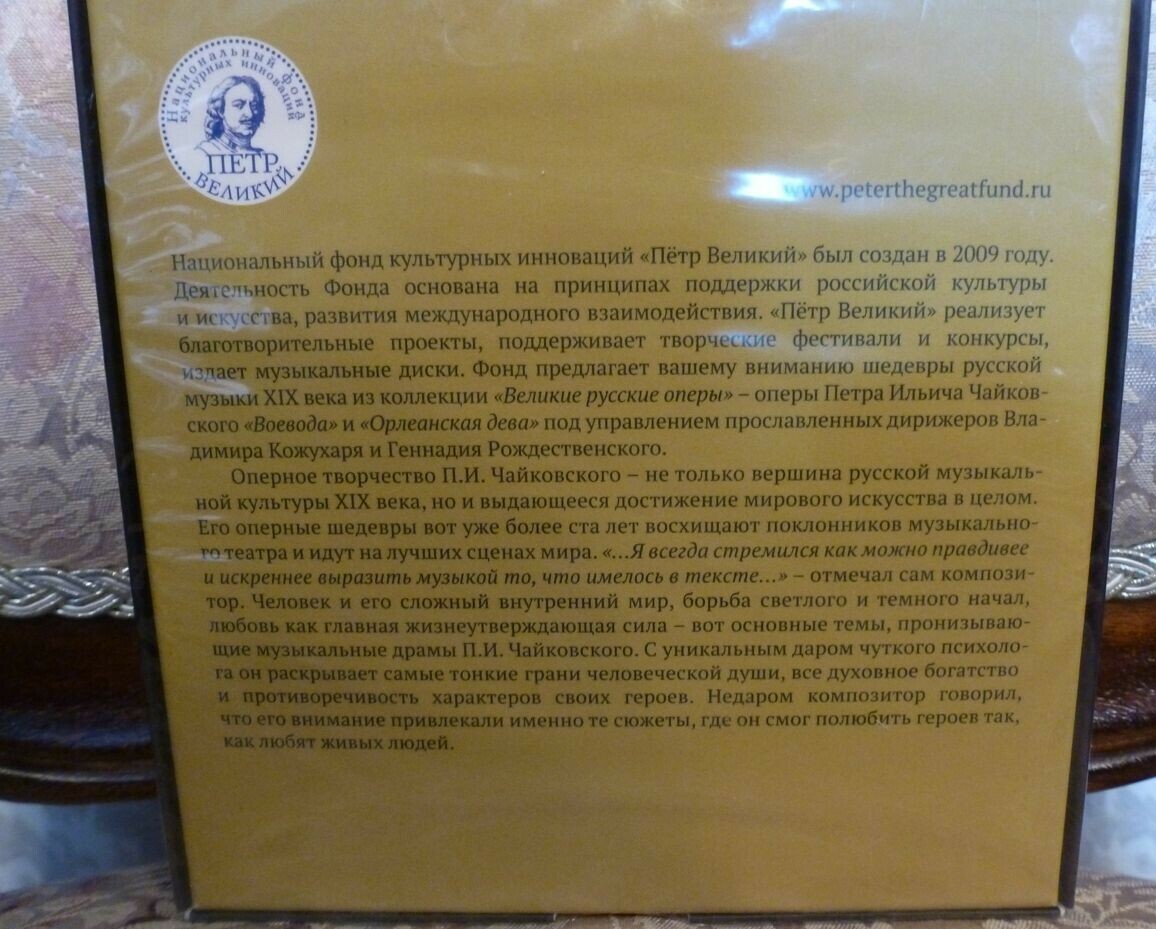 Национальный фонд
культурных инноваций
ПЕТР
ВЕЛИКИЙ
www.peterthegreatfund.ru
Национальный фонд культурных инноваций «Пётр Великий» был создан в 2009 году.
Деятельность Фонда основана на принципах поддержки российской культуры
и искусства, развития международного взаимодействия. «Пётр Великий» реализует
благотворительные проекты, поддерживает творческие фестивали и конкурсы,
издает музыкальные диски. Фонд предлагает вашему вниманию шедевры русской
музыки XIX века из коллекции «Великие русские оперы» – оперы Петра Ильича Чайков-
ского «Воевода» и «Орлеанская дева» под управлением прославленных дирижеров Вла-
димира Кожухаря и Геннадия Рождественского.
Оперное творчество П.И. Чайковского – не только вершина русской музыкаль-
ной культуры XIX века, но и выдающееся достижение мирового искусства в целом.
Его оперные шедевры вот уже более ста лет восхищают поклонников музыкально-
го театра и идут на лучших сценах мира. «...Я всегда стремился как можно правдивее
и искреннее выразить музыкой то, что имелось в тексте...» – отмечал сам компози-
тор. Человек и его сложный внутренний мир, борьба светлого и темного начал,
любовь как главная жизнеутверждающая сила – вот основные темы, пронизываю-
щие музыкальные драмы П.И. Чайковского. С уникальным даром чуткого психоло-
га он раскрывает самые тонкие грани человеческой души, все духовное богатство
и противоречивость характеров своих героев. Недаром композитор говорил,
что его внимание привлекали именно те сюжеты, где он смог полюбить героев так,
как любят живых людей.